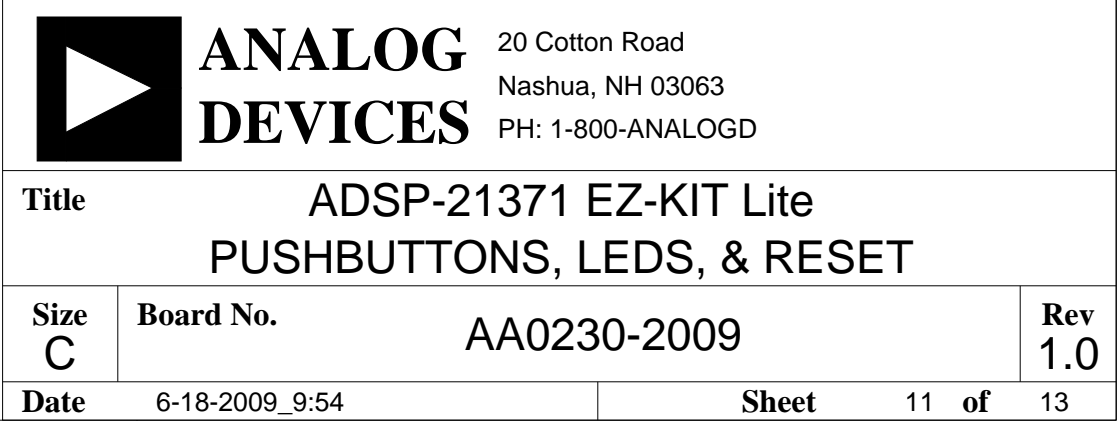 ANALOG
DEVICES
20 Cotton Road
Nashua, NH 03063
PH: 1-800-ANALOGD
Title
ADSP-21371 EZ-KIT Lite
PUSHBUTTONS, LEDS, & RESET
Size
C
Board No.
AA0230-2009
Rev
1.0
Date 6-18-2009_9:54 Sheet 11 of 13